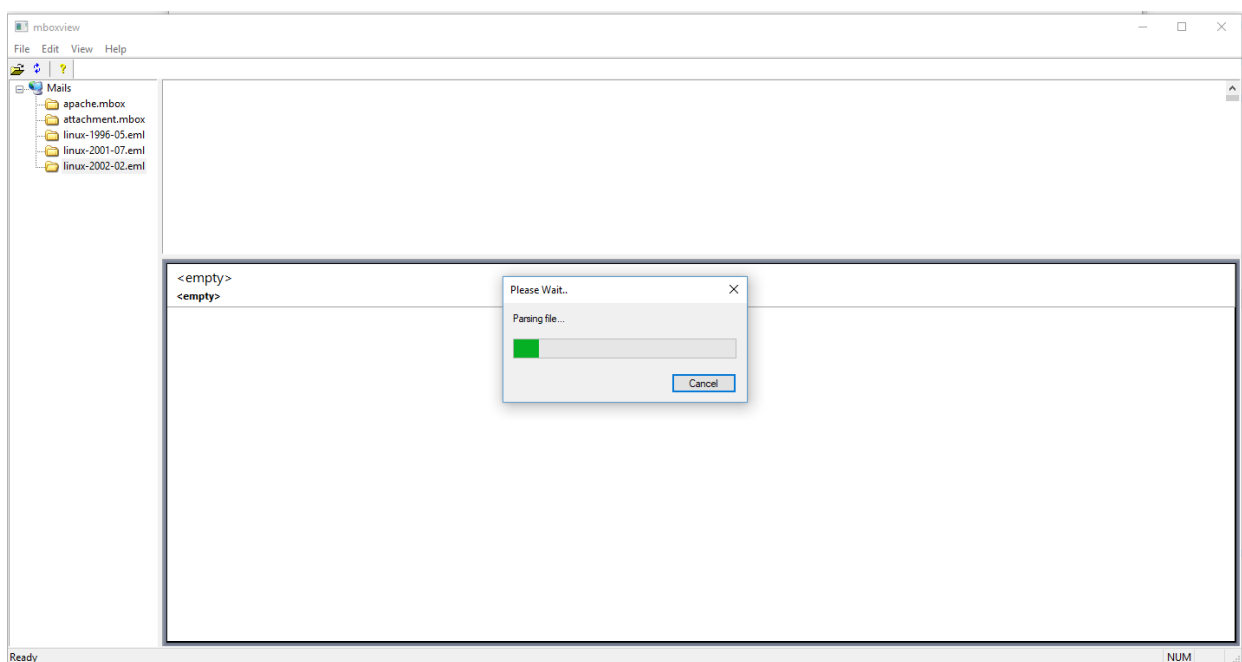 mboxview
File Edit View Help
?
Mails
apache.mbox
attachment.mbox
linux-1996-05.eml
linux-2001-07.eml
linux-2002-02.eml
<empty>
<empty>
Please Wait..
Parsing file...
Cancel
Ready
NUM